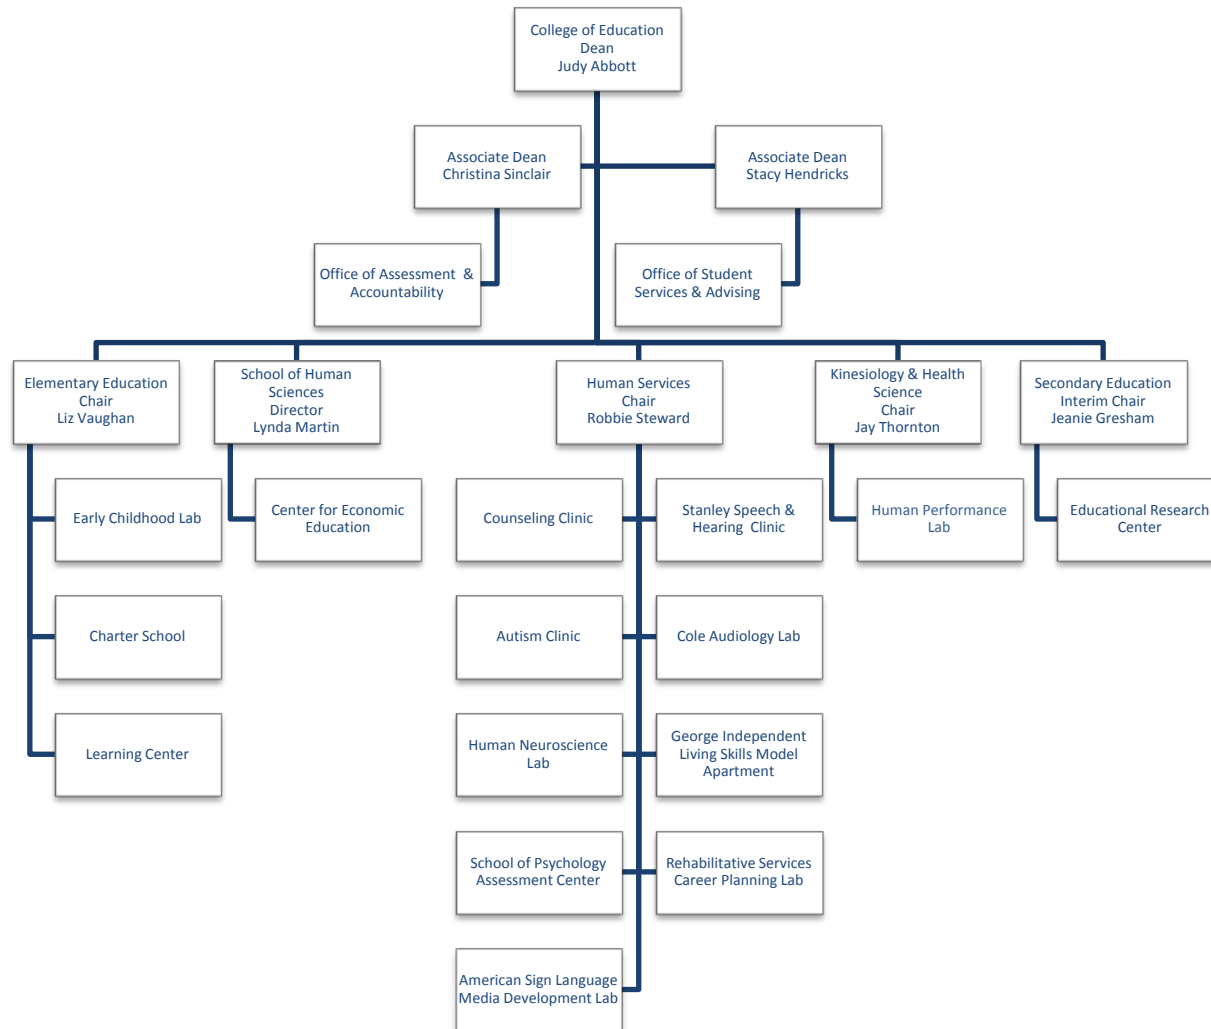 College of Education
Dean
Judy Abbott
Associate Dean
Christina Sinclair
Associate Dean
Stacy Hendricks
Office of Assessment  &
Accountability
Office of Student
Services & Advising
Elementary Education
Chair
Liz Vaughan
School of Human
Sciences
Director
Lynda Martin
Human Services
Chair
Robbie Steward
Kinesiology & Health
Science
Chair
Jay Thornton
Secondary Education
Interim Chair
Jeanie Gresham
Early Childhood Lab
Center for Economic
Education
Counseling Clinic
Stanley Speech &
Hearing  Clinic
Human Performance
Lab
Educational Research
Center
Charter School
Autism Clinic
Cole Audiology Lab
Learning Center
Human Neuroscience
Lab
George Independent
Living Skills Model
Apartment
School of Psychology
Assessment Center
Rehabilitative Services
Career Planning Lab
American Sign Language
Media Development Lab